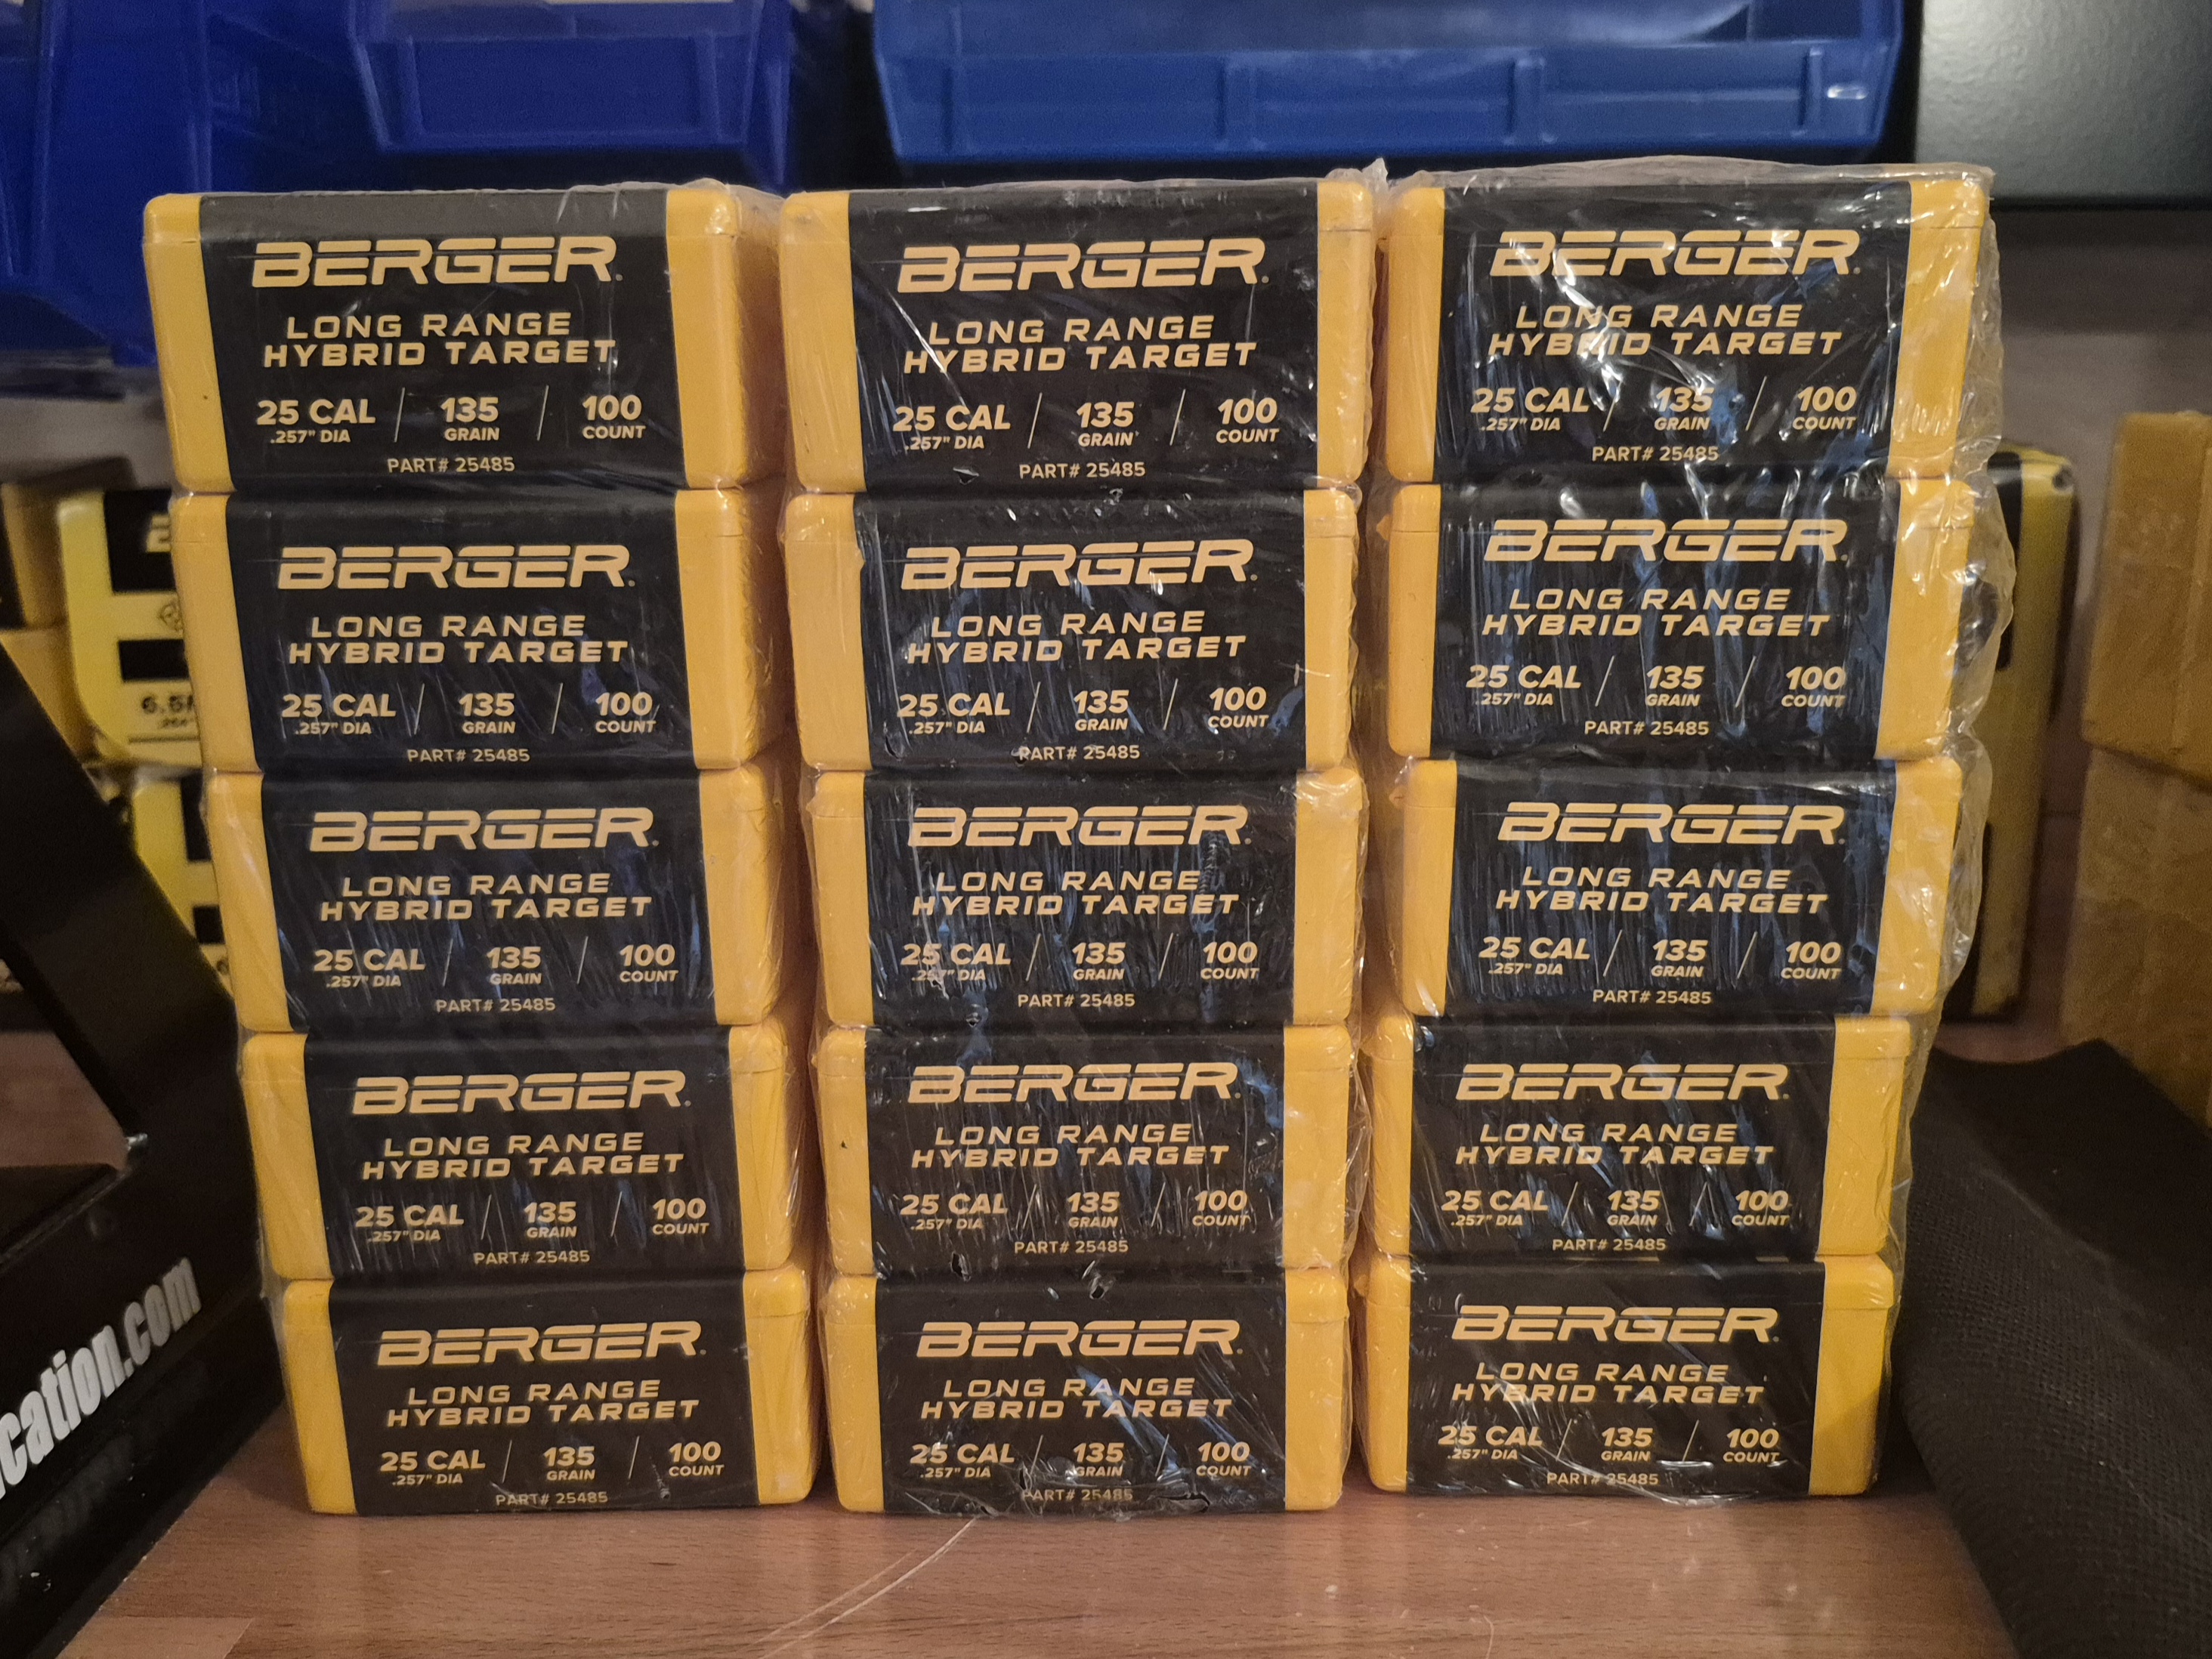 BERGER
LONG RANGE
HYBRID TARGET
25 CAL / 135 / 100
.257" DIA GRAIN COUNT
PART# 25485
BERGER
LONG RANGE
HYBRID TARGET
25 CAL / 135 / 100
.257" DIA GRAIN COUNT
PART# 25485
BERGER
LONG RANGE
HYBRID TARGET
25 CAL / 135 / 100
.257" DIA GRAIN COUNT
PART# 25485
BERGER
LONG RANGE
HYBRID TARGET
25 CAL / 135 / 100
.257" DIA GRAIN COUNT
PART# 25485
BERGER
LONG RANGE
HYBRID TARGET
25 CAL / 135 / 100
.257" DIA GRAIN COUNT
PART# 25485
BERGER
LONG RANGE
HYBRID TARGET
25 CAL / 135 / 100
.257" DIA GRAIN COUNT
PART# 25485
BERGER
LONG RANGE
HYBRID TARGET
25 CAL / 135 / 100
.257" DIA GRAIN COUNT
PART# 25485
BERGER
LONG RANGE
HYBRID TARGET
25 CAL / 135 / 100
.257" DIA GRAIN COUNT
PART# 25485
BERGER
LONG RANGE
HYBRID TARGET
25 CAL / 135 / 100
.257" DIA GRAIN COUNT
PART# 25485
BERGER
LONG RANGE
HYBRID TARGET
25 CAL / 135 / 100
.257" DIA GRAIN COUNT
PART# 25485
BERGER
LONG RANGE
HYBRID TARGET
25 CAL / 135 / 100
.257" DIA GRAIN COUNT
PART# 25485
BERGER
LONG RANGE
HYBRID TARGET
25 CAL / 135 / 100
.257" DIA GRAIN COUNT
PART# 25485
BERGER
LONG RANGE
HYBRID TARGET
25 CAL / 135 / 100
.257" DIA GRAIN COUNT
PART# 25485
BERGER
LONG RANGE
HYBRID TARGET
25 CAL / 135 / 100
.257" DIA GRAIN COUNT
PART# 25485
BERGER
LONG RANGE
HYBRID TARGET
25 CAL / 135 / 100
.257" DIA GRAIN COUNT
PART# 25485
cation.com